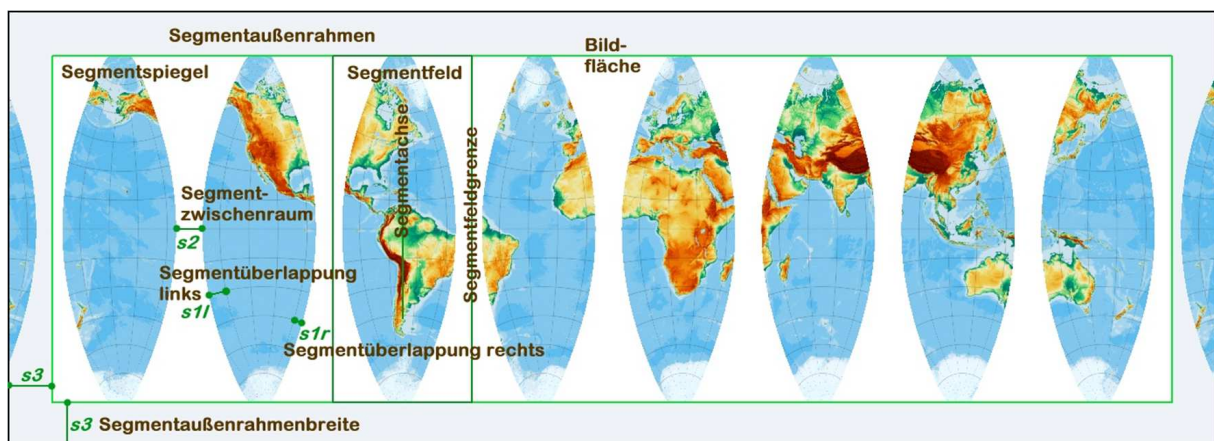 Segmentaußenrahmen
Bild-
fläche
Segmentspiegel
Segmentfeld
Segmentachse
Segmentfeldgrenze
Segment-
zwischenraum
s2
Segmentüberlappung
links
s1l
s1r
Segmentüberlappung rechts
s3
s3 Segmentaußenrahmenbreite